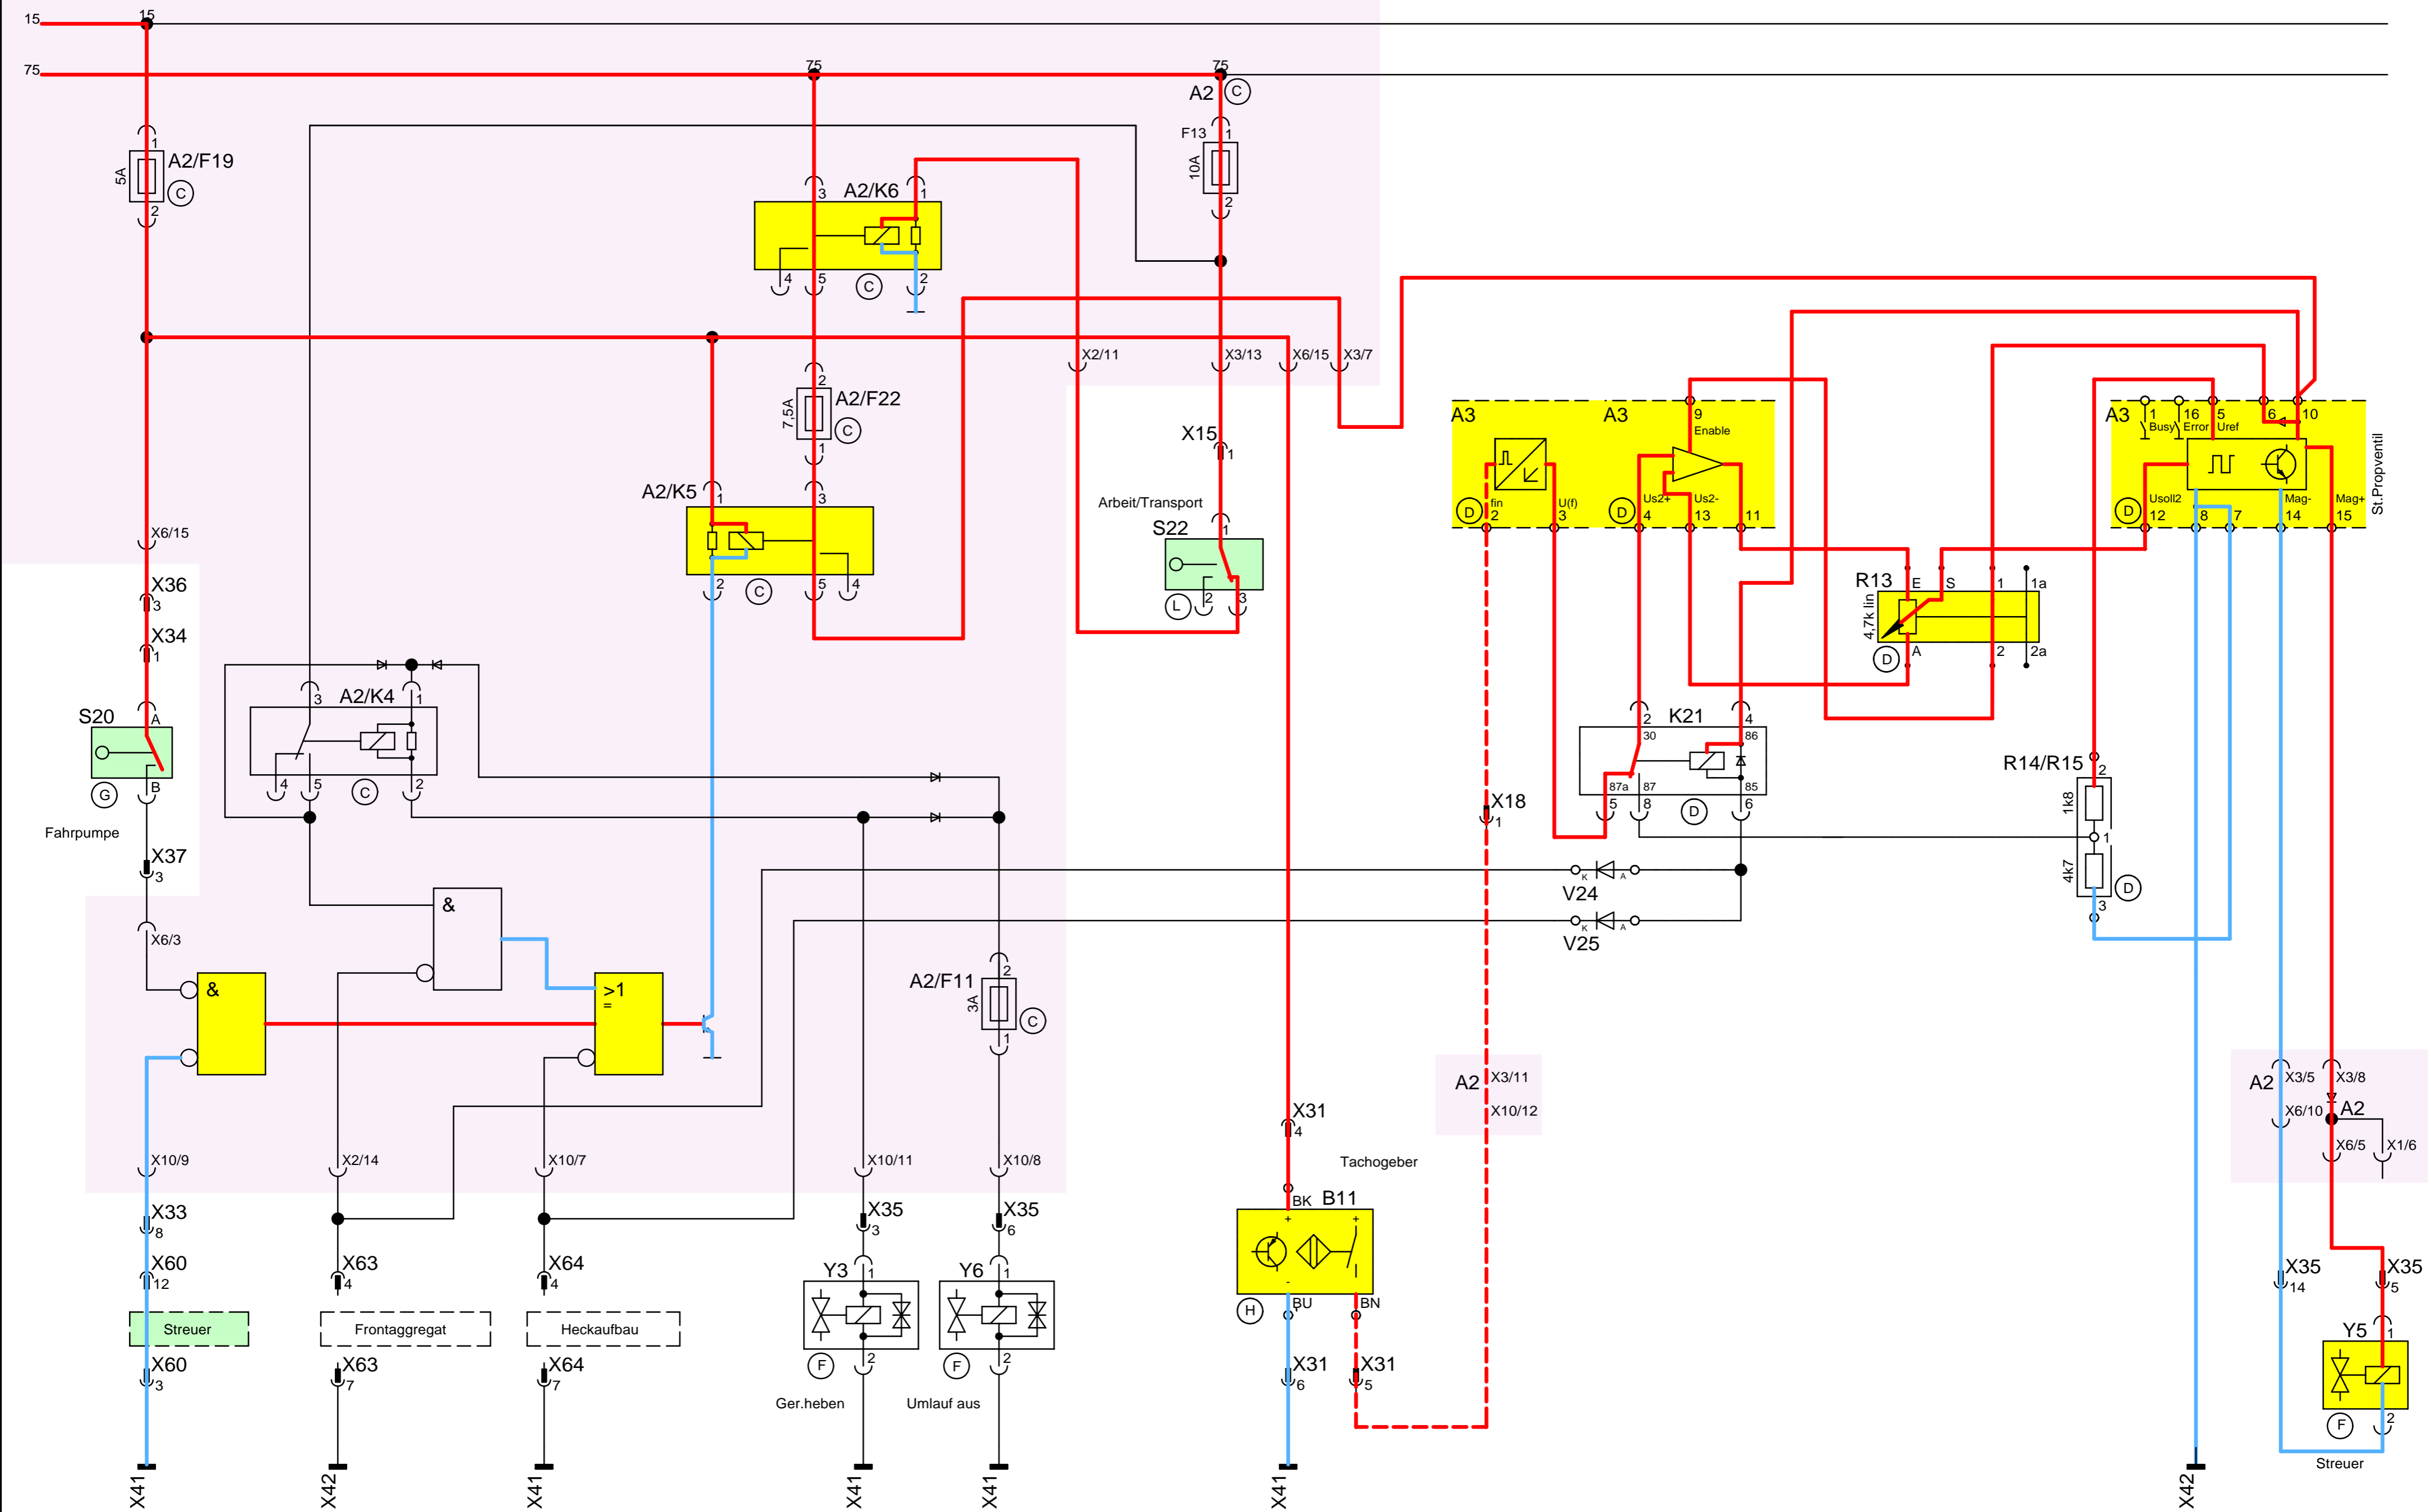 15 15
75 75 75
A2 C
F13 1
10A
2
1
A2/F19
5A
C
2
A2/K6
3 1
4 5 C 2
X2/11 X3/13 X6/15 X3/7
2
A2/F22
7,5A
C
1
X15
1
A2/K5
1 3
2 C 5 4
Arbeit/Transport
S22
1
L 2 3
X6/15
X36
3
X34
1
S20
A
B
G
Fahrpumpe
X37
3
X6/3
A2/K4
3 1
4 5 C 2
&
&
>1
=
A2/F11
2
3A
C
1
A3
D
fin
2
U(f)
3
A3
9
Enable
D
Us2+
4
Us2-
13
11
A3
1
Busy
16
Error
5
Uref
6
10
St.Propventil
D
Usoll2
12
8
7
Mag-
14
Mag+
15
R13
4,7k lin
E S 1 1a
D A 2 2a
K21
2 4
30 86
87a 87 85
5 8 D 6
R14/R15
2
1k8
1
4k7
D
3
X18
1
K A
V24
K A
V25
A2 X3/11
X10/12
A2 X3/5 X3/8
X6/10 A2
X6/5 X1/6
X10/9 X2/14 X10/7 X10/11 X10/8
X33
8
X60
12
Streuer
X60
3
X41
X63
4
Frontaggregat
X63
7
X42
X64
4
Heckaufbau
X64
7
X41
X35
3
Y3
1
F 2
Ger.heben
X41
X35
6
Y6
1
F 2
Umlauf aus
X41
X31
4
Tachogeber
BK B11
+ +
-
H BU BN
X31
6
X31
5
X41
X42
X35
14
X35
5
Y5
1
F 2
Streuer